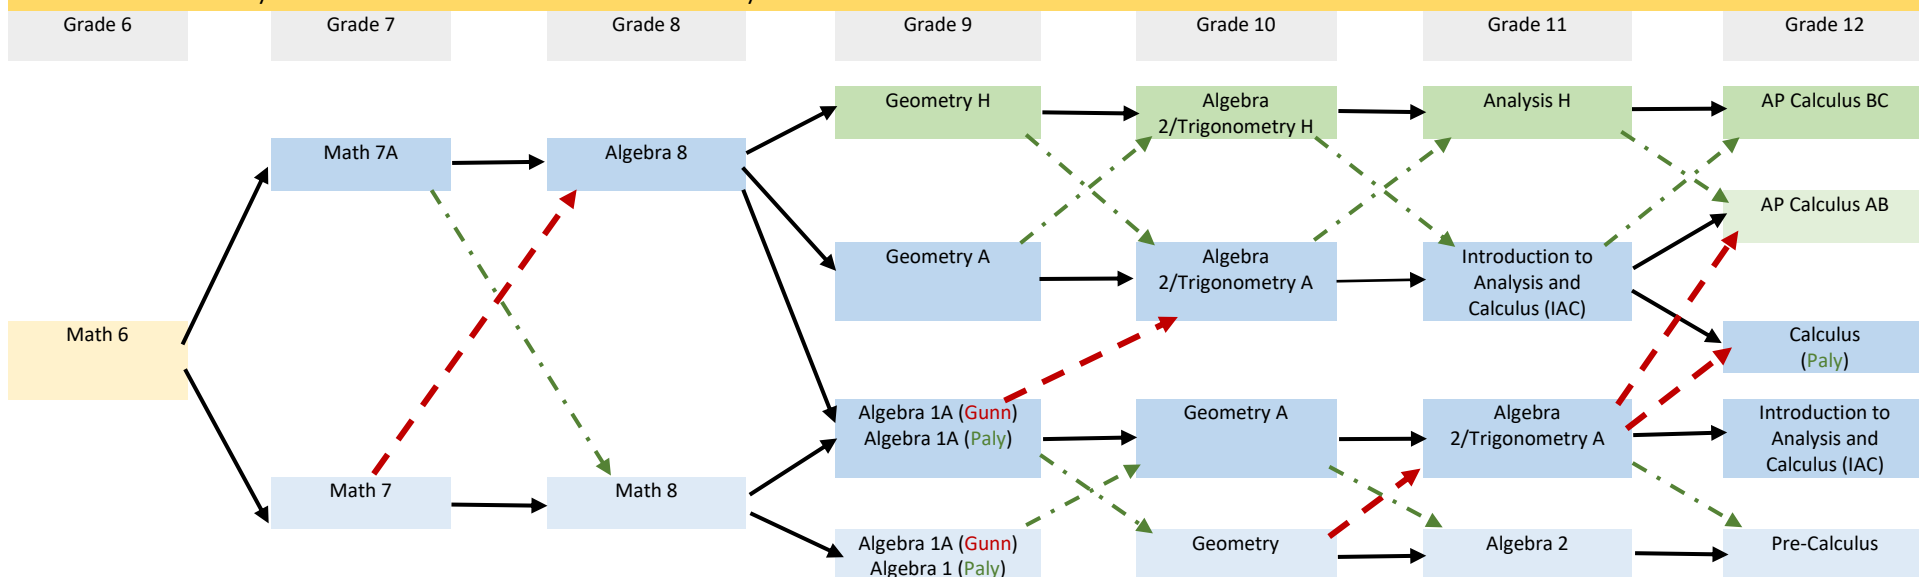 Grade 6
Grade 7
Grade 8
Grade 9
Grade 10
Grade 11
Grade 12
Geometry H
Algebra
2/Trigonometry H
Analysis H
AP Calculus BC
Math 7A
Algebra 8
AP Calculus AB
Geometry A
Algebra
2/Trigonometry A
Introduction to
Analysis and
Calculus (IAC)
Math 6
Calculus
(Paly)
Algebra 1A (Gunn)
Algebra 1A (Paly)
Geometry A
Algebra
2/Trigonometry A
Introduction to
Analysis and
Calculus (IAC)
Math 7
Math 8
Algebra 1A (Gunn)
Algebra 1 (Paly)
Geometry
Algebra 2
Pre-Calculus